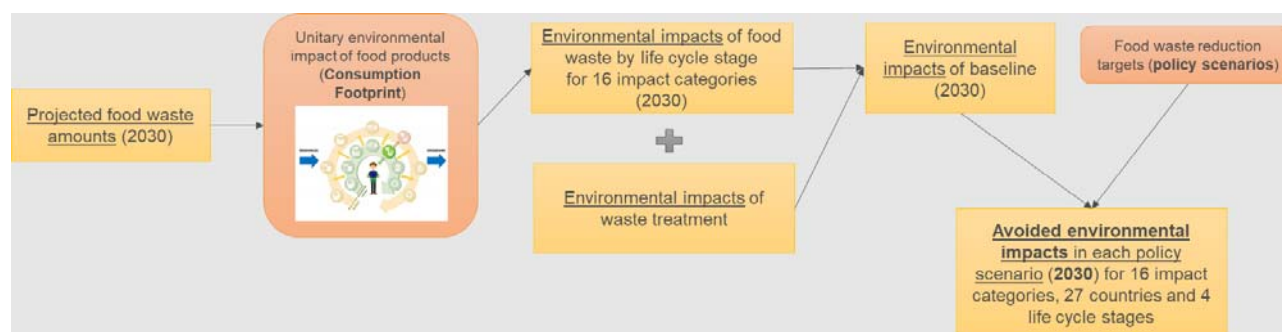 Projected food waste
amounts (2030)
Unitary environmental
impact of food products
(Consumption
Footprint)
Environmental impacts of food
waste by life cycle stage
for 16 impact categories
(2030)
Environmental impacts of
waste treatment
Environmental
impacts of baseline
(2030)
Food waste reduction
targets (policy scenarios)
Avoided environmental
impacts in each policy
scenario (2030) for 16 impact
categories, 27 countries and 4
life cycle stages